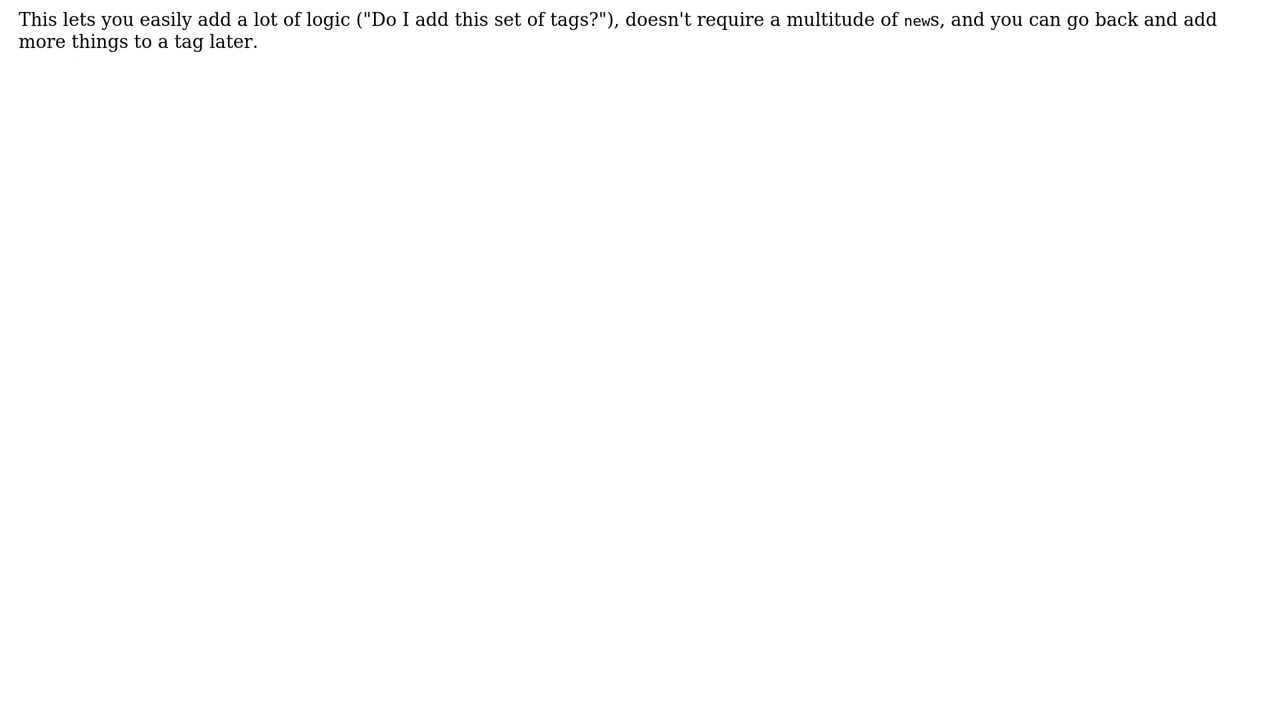 This lets you easily add a lot of logic ("Do I add this set of tags?"), doesn't require a multitude of news, and you can go back and add
more things to a tag later.